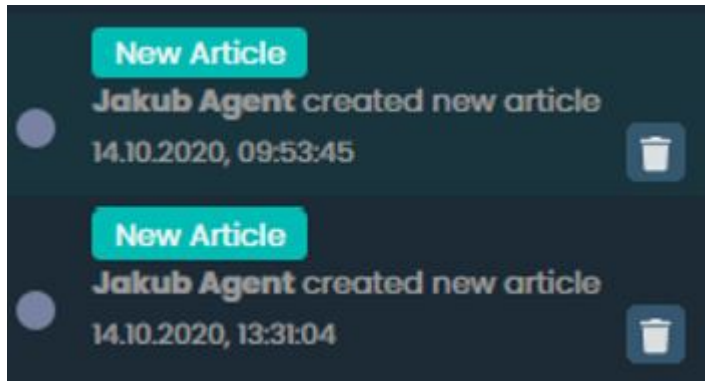 New Article
Jakub Agent created new article
14.10.2020, 09:53:45
New Article
Jakub Agent created new article
14.10.2020, 13:31:04